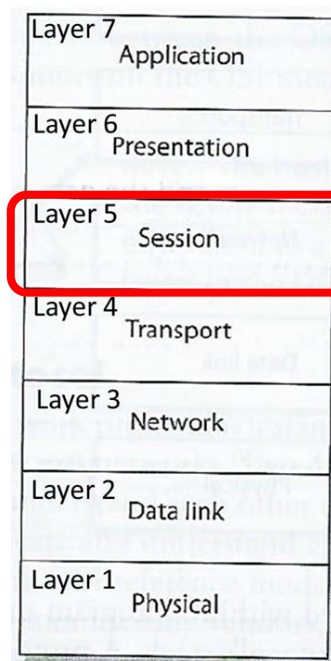 Layer 7
Application
Layer 6
Presentation
Layer 5
Session
Layer 4
Transport
Layer 3
Network
Layer 2
Data link
Layer 1
Physical